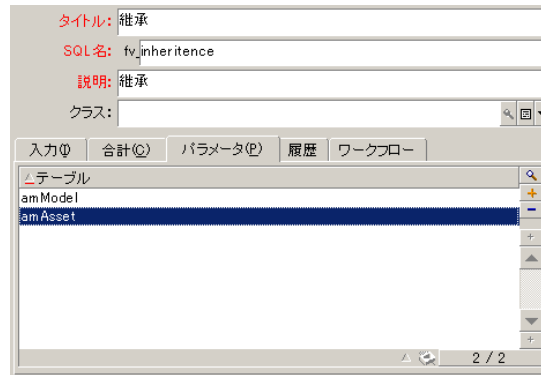 タイトル: 継承
SQL名: fv_inheritence
説明: 継承
クラス:
入力(I) 合計(C) パラメータ(P) 履歴 ワークフロー
△テーブル
amModel
amAsset
2 / 2